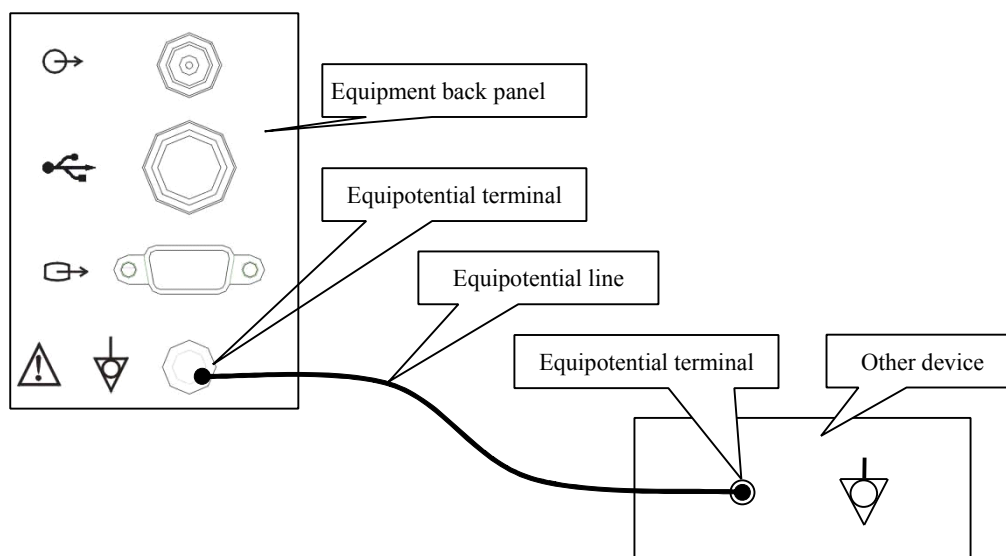 Equipment back panel
Equipotential terminal
Equipotential line
Equipotential terminal
Other device